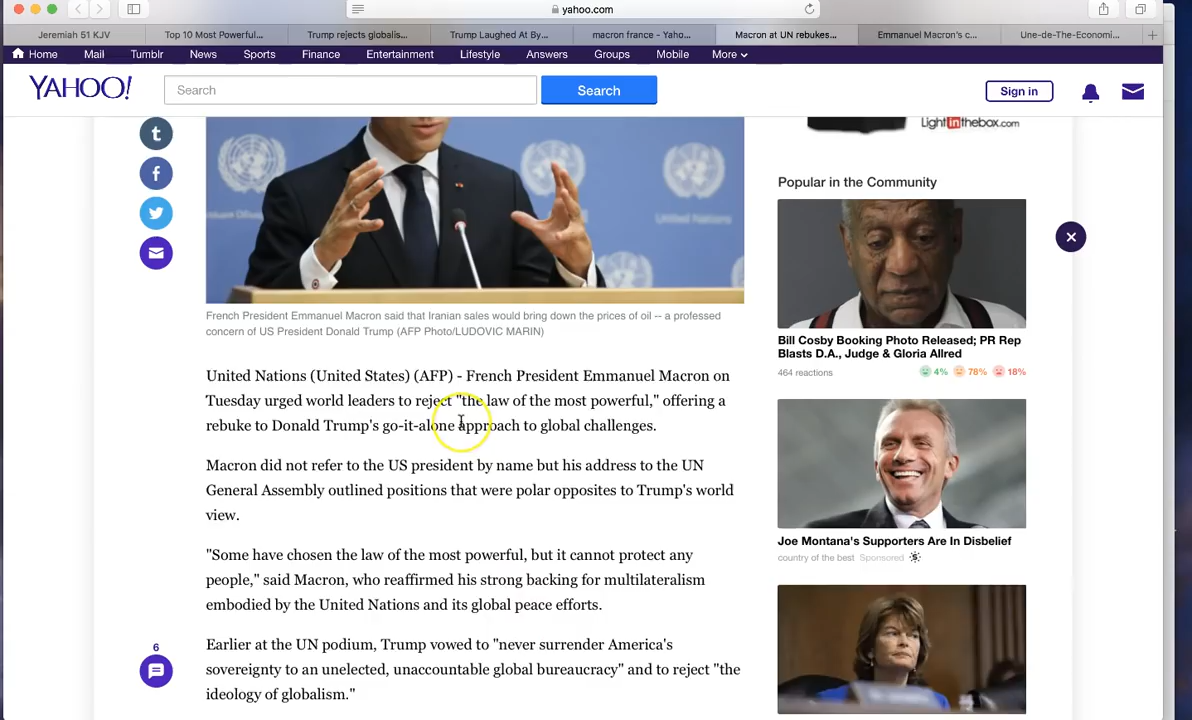 yahoo.com
Jeremiah 51 KJV
Top 10 Most Powerful...
Trump rejects globalis...
Trump Laughed At By...
macron france - Yaho...
Macron at UN rebukes...
Emmanuel Macron's c...
Une-de-The-Economi...
Home Mail Tumblr News Sports Finance Entertainment Lifestyle Answers Groups Mobile More
YAHOO!
Search
Search
Sign in
t
f
French President Emmanuel Macron said that Iranian sales would bring down the prices of oil -- a professed
concern of US President Donald Trump (AFP Photo/LUDOVIC MARIN)
United Nations (United States) (AFP) - French President Emmanuel Macron on
Tuesday urged world leaders to reject "the law of the most powerful," offering a
rebuke to Donald Trump's go-it-alone approach to global challenges.
Macron did not refer to the US president by name but his address to the UN
General Assembly outlined positions that were polar opposites to Trump's world
view.
"Some have chosen the law of the most powerful, but it cannot protect any
people," said Macron, who reaffirmed his strong backing for multilateralism
embodied by the United Nations and its global peace efforts.
Earlier at the UN podium, Trump vowed to "never surrender America's
sovereignty to an unelected, unaccountable global bureaucracy" and to reject "the
ideology of globalism."
6
Lightinthebox.com
Popular in the Community
Bill Cosby Booking Photo Released; PR Rep
Blasts D.A., Judge & Gloria Allred
464 reactions
4% 78% 18%
Joe Montana's Supporters Are In Disbelief
country of the best Sponsored